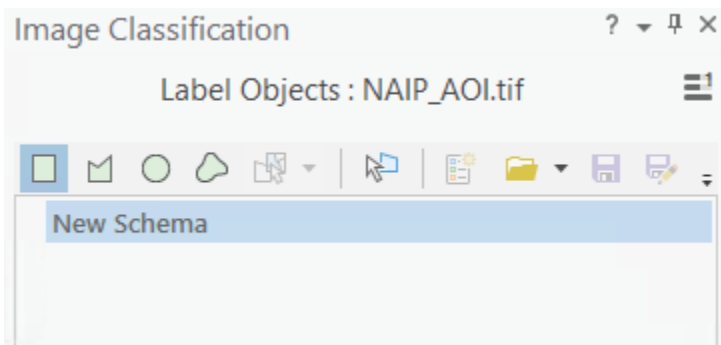 Image Classification
Label Objects : NAIP_AOI.tif
New Schema